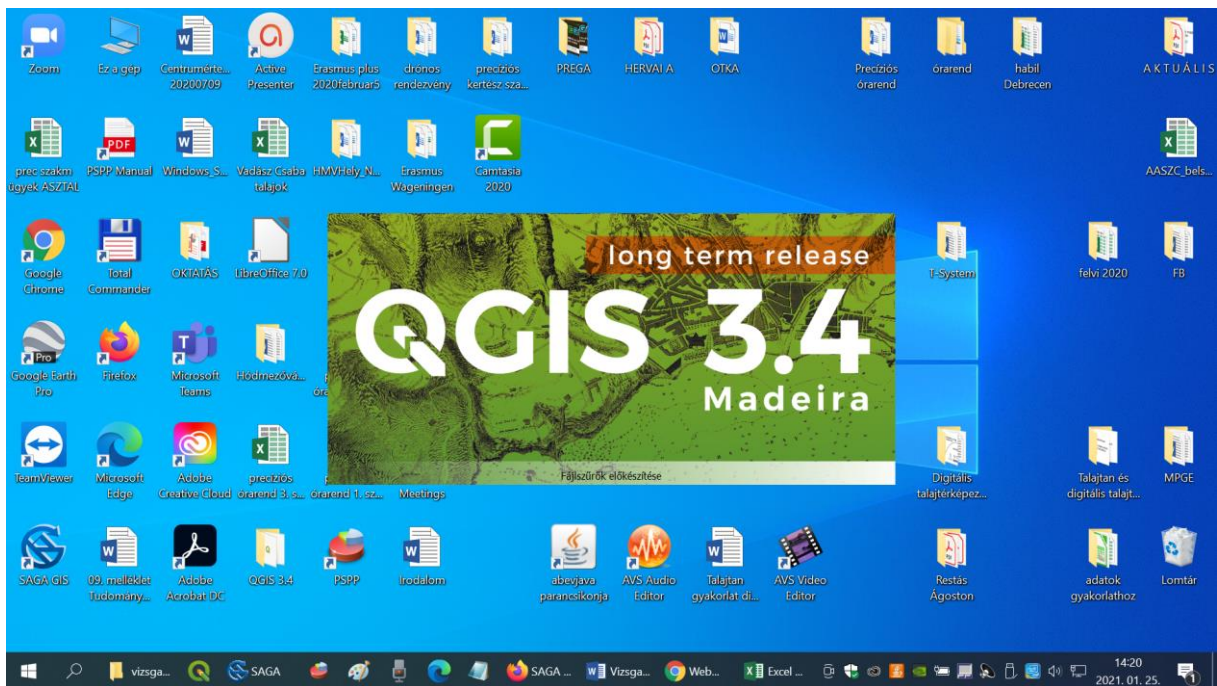 Zoom
Ez a gép
Centrumérte...
20200709
Active
Presenter
Erasmus plus
2020február5
drónos
rendezvény
precíziós
kertész sza...
PREGA
HERVAI A
OTKA
Precíziós
órarend
órarend
habil
Debrecen
A K T U Á L I S
prec szakm
ügyek ASZTAL
PDF
PSPP Manual
Windows_S...
Vadász Csaba
talajok
HMVHely_N...
Erasmus
Wageningen
Camtasia
2020
AASZC_bels...
Google
Chrome
Total
Commander
OKTATÁS
LibreOffice 7.0
long term release
QGIS 3.4
Madeira
Fájlszűrők előkészítése
T-System
felvi 2020
FB
Pro
Google Earth
Pro
Firefox
Microsoft
Teams
Hódmezővá...
TeamViewer
Microsoft
Edge
Adobe
Creative Cloud
precíziós
órarend 3. s...
órarend 1. sz...
Meetings
Digitális
talajtérképez...
Talajtan és
digitális talajt...
MPGE
SAGA GIS
09. melléklet
Tudomány...
Adobe
Acrobat DC
QGIS 3.4
PSPP
Irodalom
abevjava
parancsikonja
AVS Audio
Editor
Talajtan
gyakorlat di...
AVS Video
Editor
Restás
Ágoston
adatok
gyakorlathoz
Lomtár
vizsga...
SAGA
SAGA ...
Vizsga...
Web...
Excel ...
14:20
2021. 01. 25.